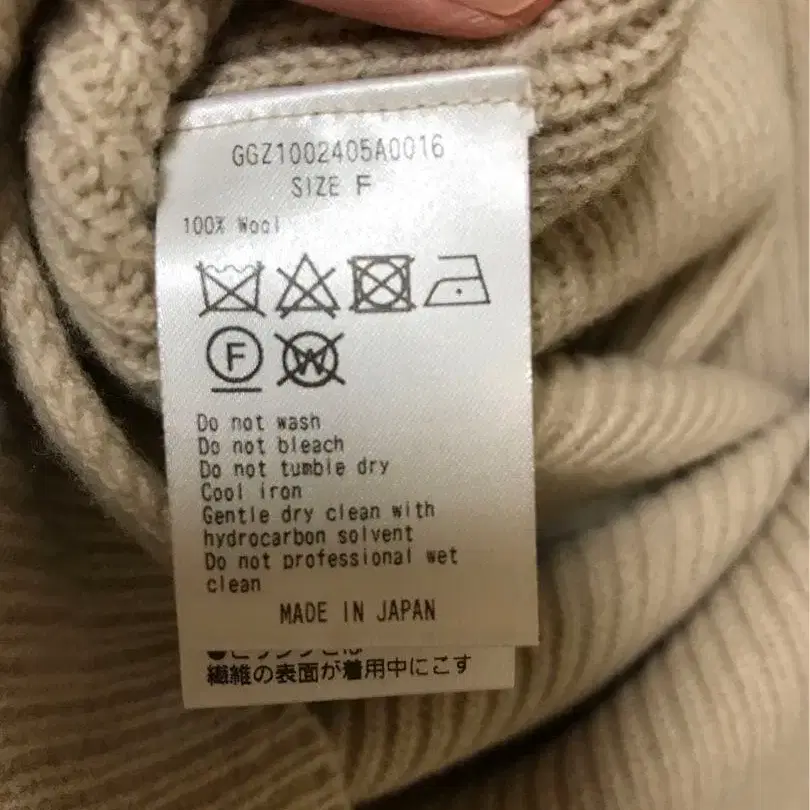 GGZ1002405A0016
SIZE F
100% Wool
F
W
Do not wash
Do not bleach
Do not tumble dry
Cool iron
Gentle dry clean with
hydrocarbon solvent
Do not professional wet
clean
MADE IN JAPAN
繊維の表面が着用中にこす